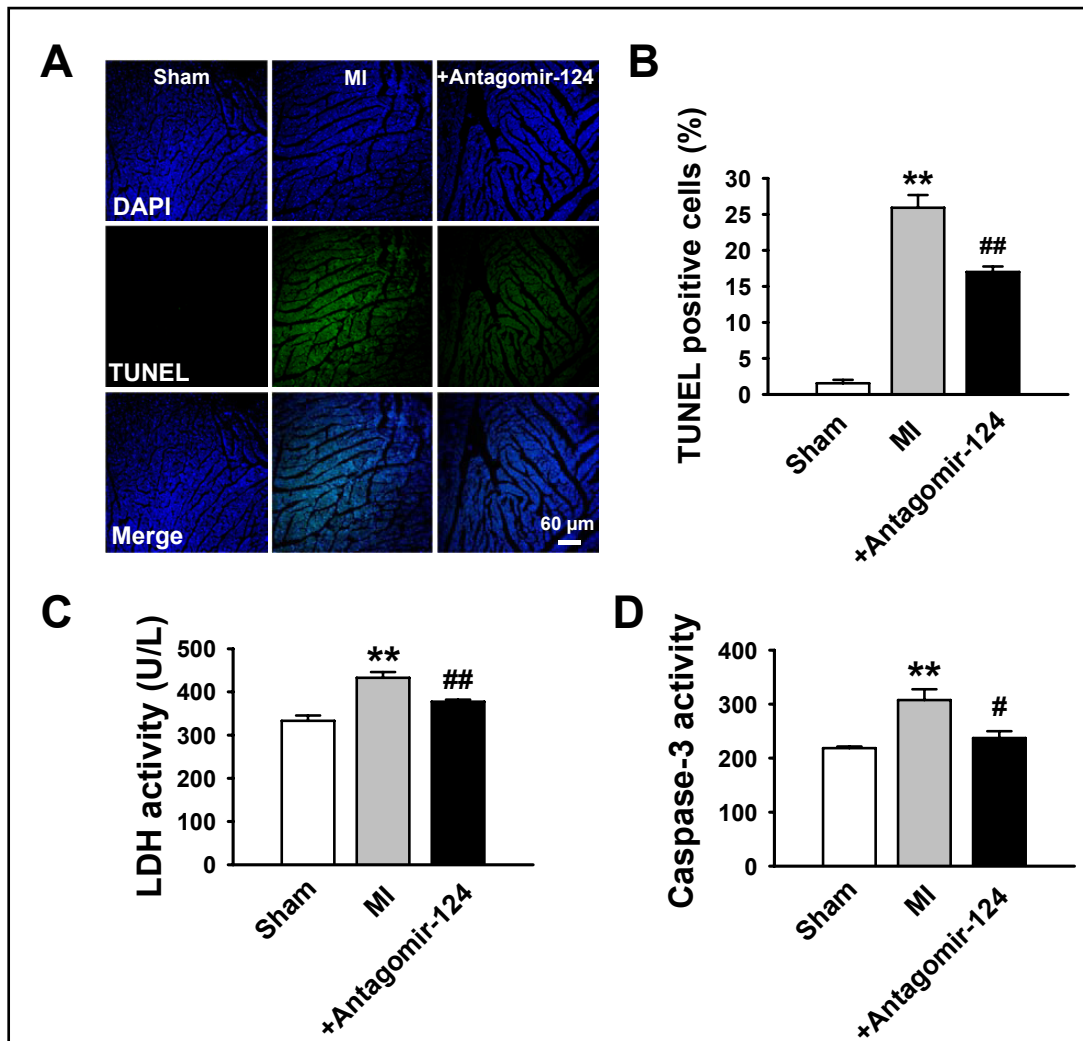 A
Sham
MI
+Antagomir-124
DAPI
TUNEL
Merge
60 µm
B
TUNEL positive cells (%)
30
25
20
15
10
5
0
**
##
Sham
MI
+Antagomir-124
C
LDH activity (U/L)
500
400
300
200
100
0
**
##
Sham
MI
+Antagomir-124
D
Caspase-3 activity
400
300
200
100
0
**
#
Sham
MI
+Antagomir-124